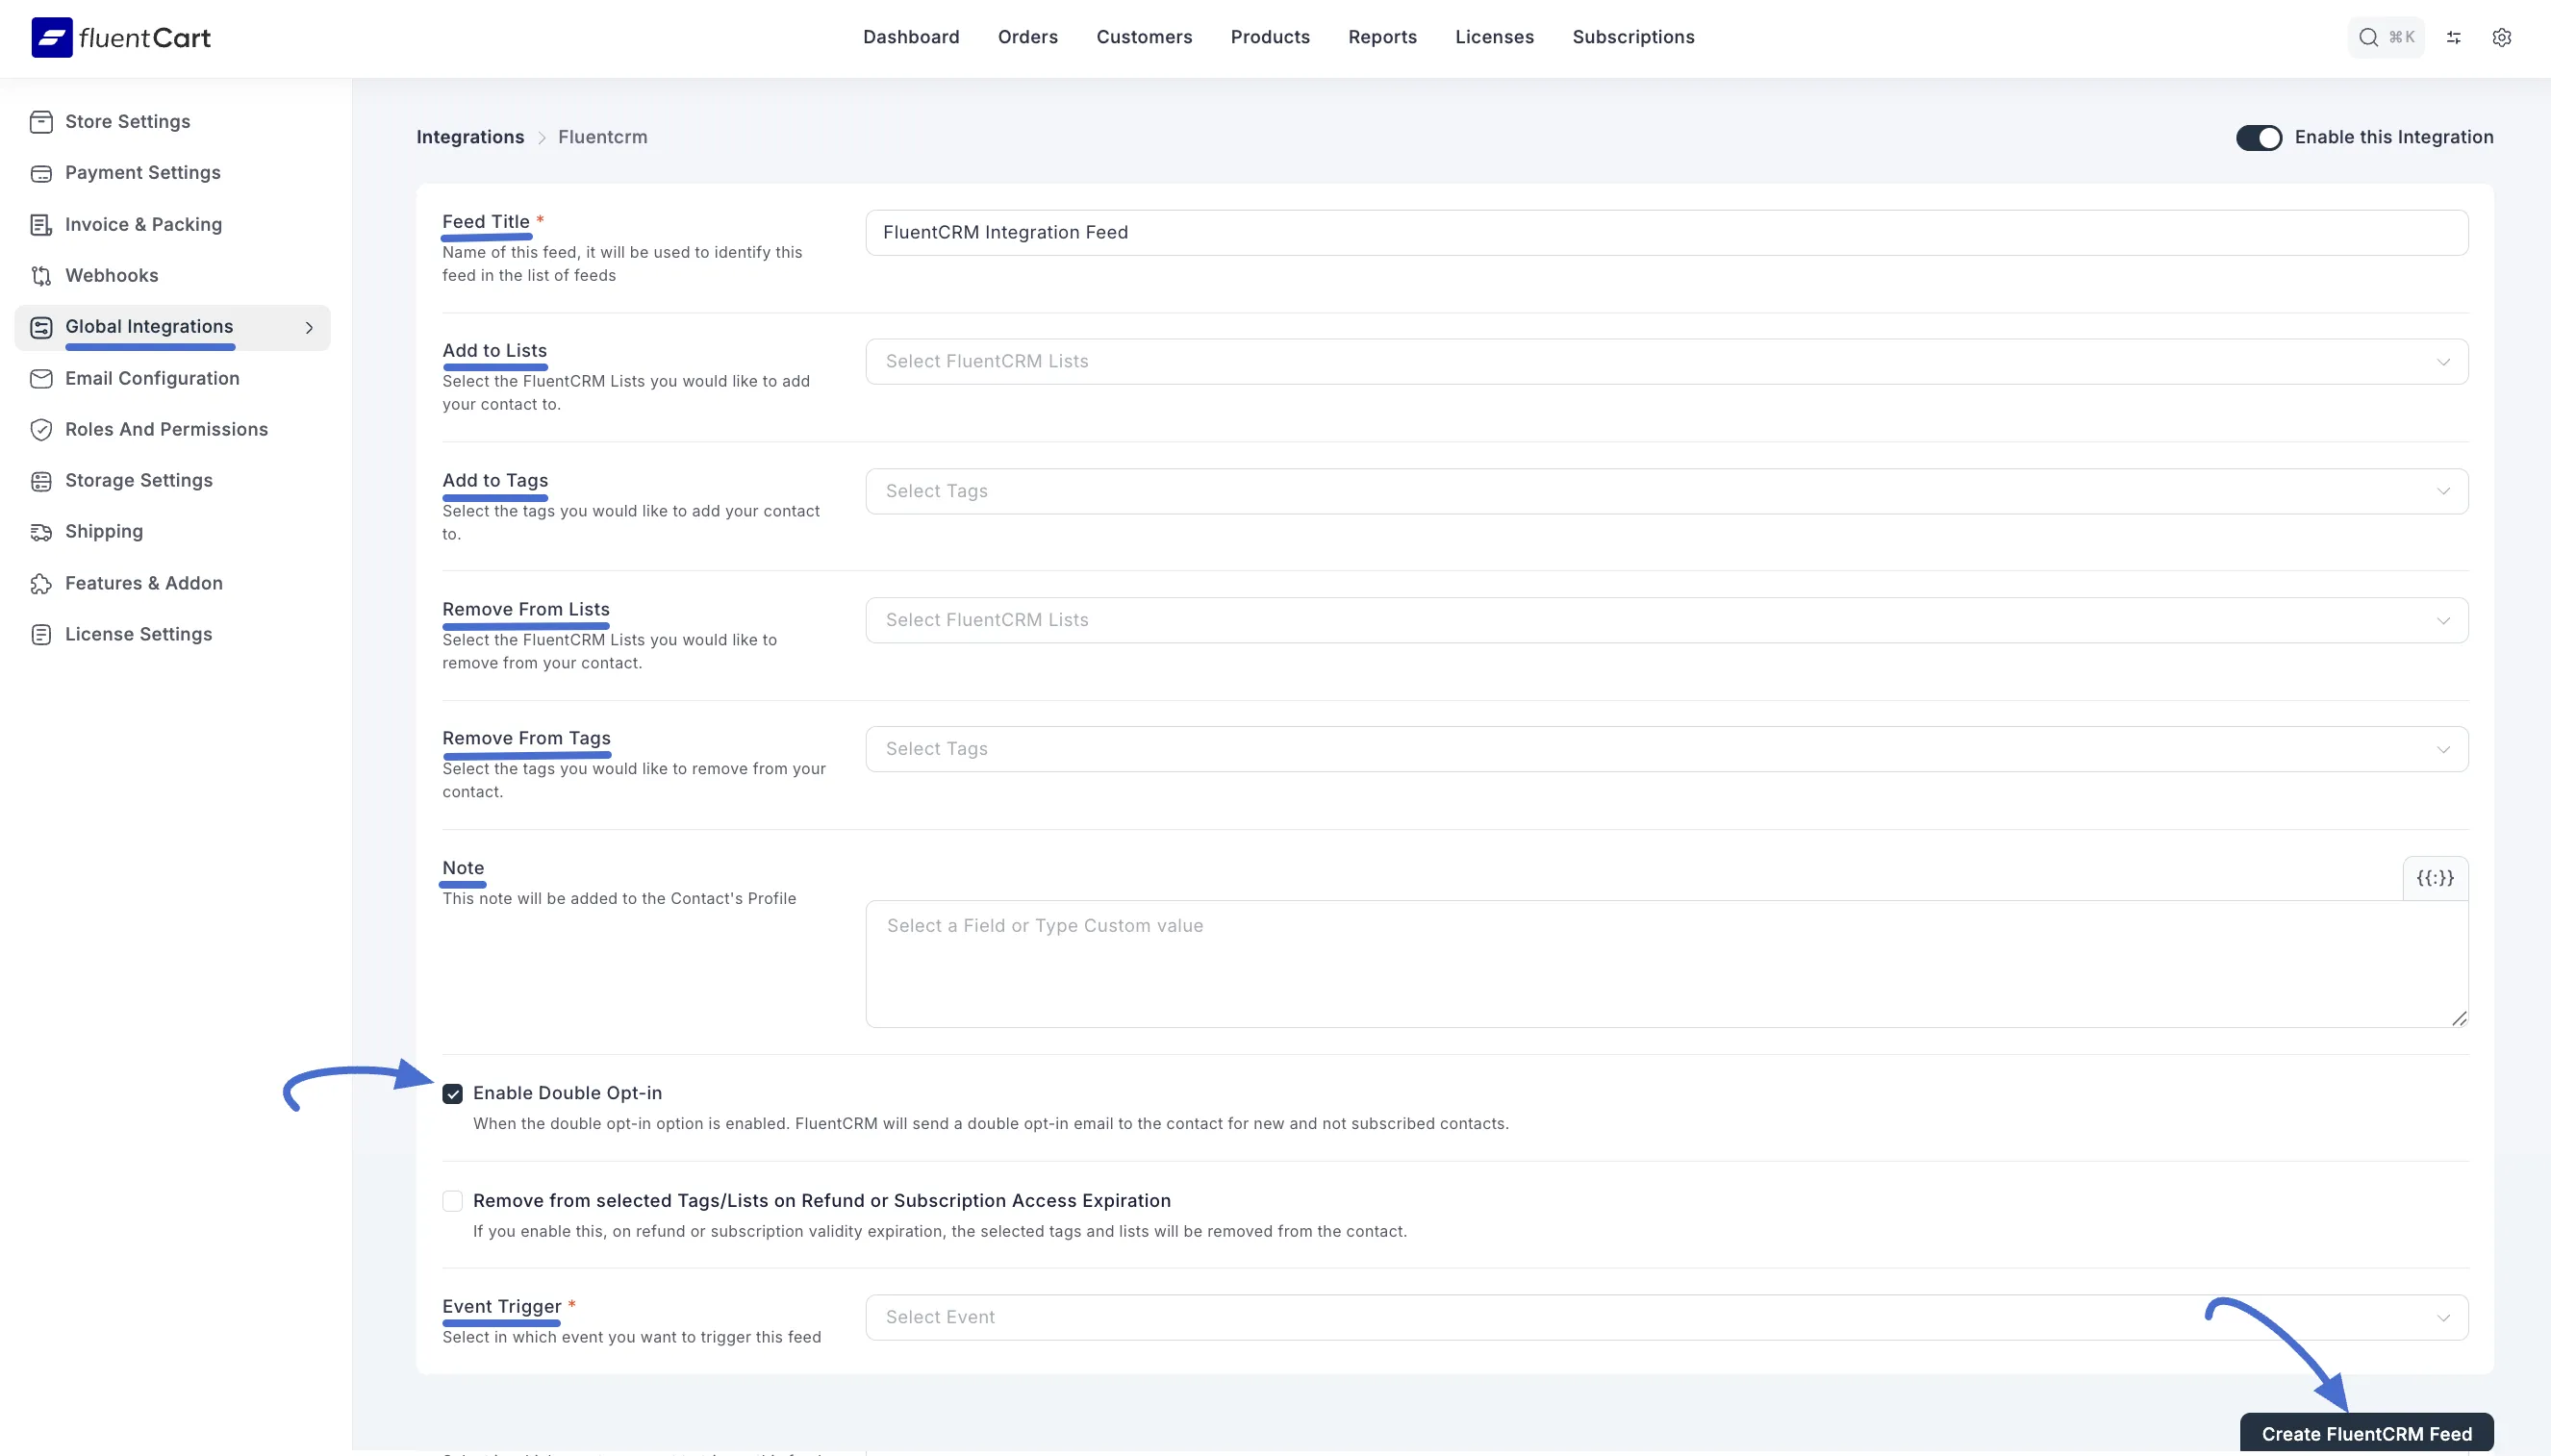 fluentCart
Dashboard
Orders
Customers
Products
Reports
Licenses
Subscriptions
⌘K
Store Settings
Payment Settings
Invoice & Packing
Webhooks
Global Integrations
Email Configuration
Roles And Permissions
Storage Settings
Shipping
Features & Addon
License Settings
Integrations > Fluentcrm
Enable this Integration
Feed Title *
Name of this feed, it will be used to identify this
feed in the list of feeds
FluentCRM Integration Feed
Add to Lists
Select the FluentCRM Lists you would like to add
your contact to.
Select FluentCRM Lists
Add to Tags
Select the tags you would like to add your contact
to.
Select Tags
Remove From Lists
Select the FluentCRM Lists you would like to
remove from your contact.
Select FluentCRM Lists
Remove From Tags
Select the tags you would like to remove from your
contact.
Select Tags
Note
This note will be added to the Contact's Profile
{{:}}
Select a Field or Type Custom value
Enable Double Opt-in
When the double opt-in option is enabled. FluentCRM will send a double opt-in email to the contact for new and not subscribed contacts.
Remove from selected Tags/Lists on Refund or Subscription Access Expiration
If you enable this, on refund or subscription validity expiration, the selected tags and lists will be removed from the contact.
Event Trigger *
Select in which event you want to trigger this feed
Select Event
Create FluentCRM Feed